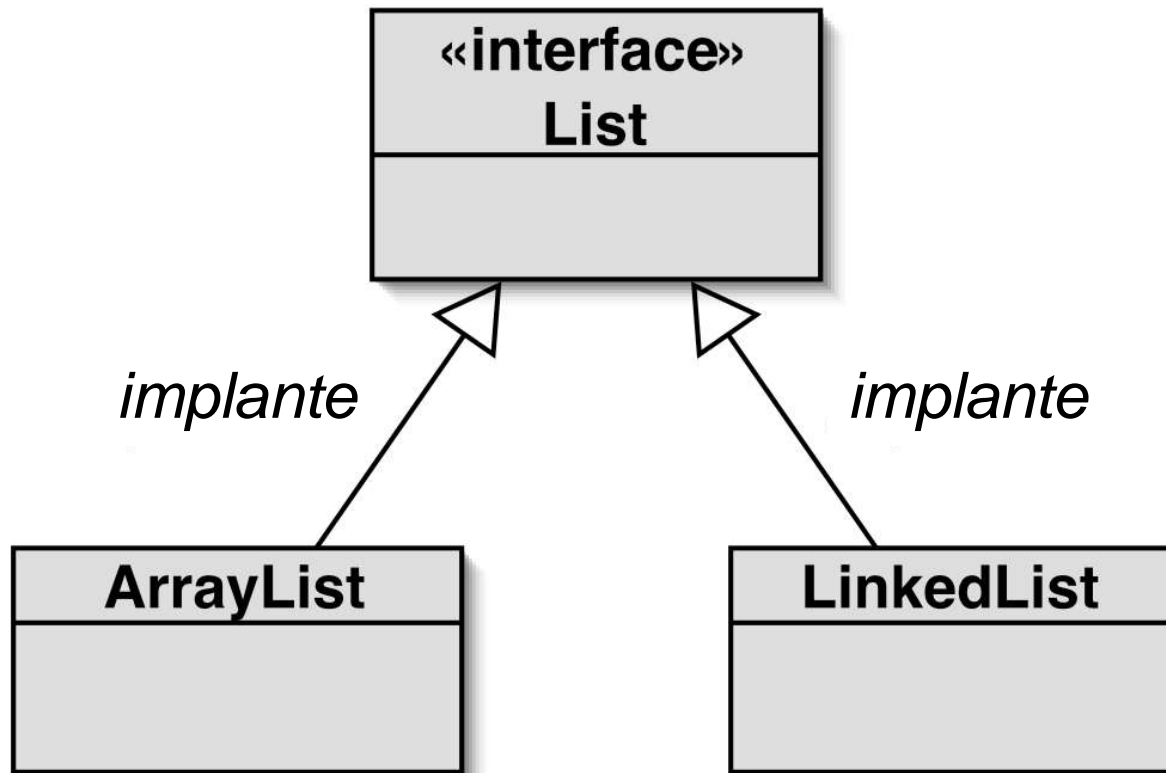 «interface»
List
implante
implante
ArrayList
LinkedList